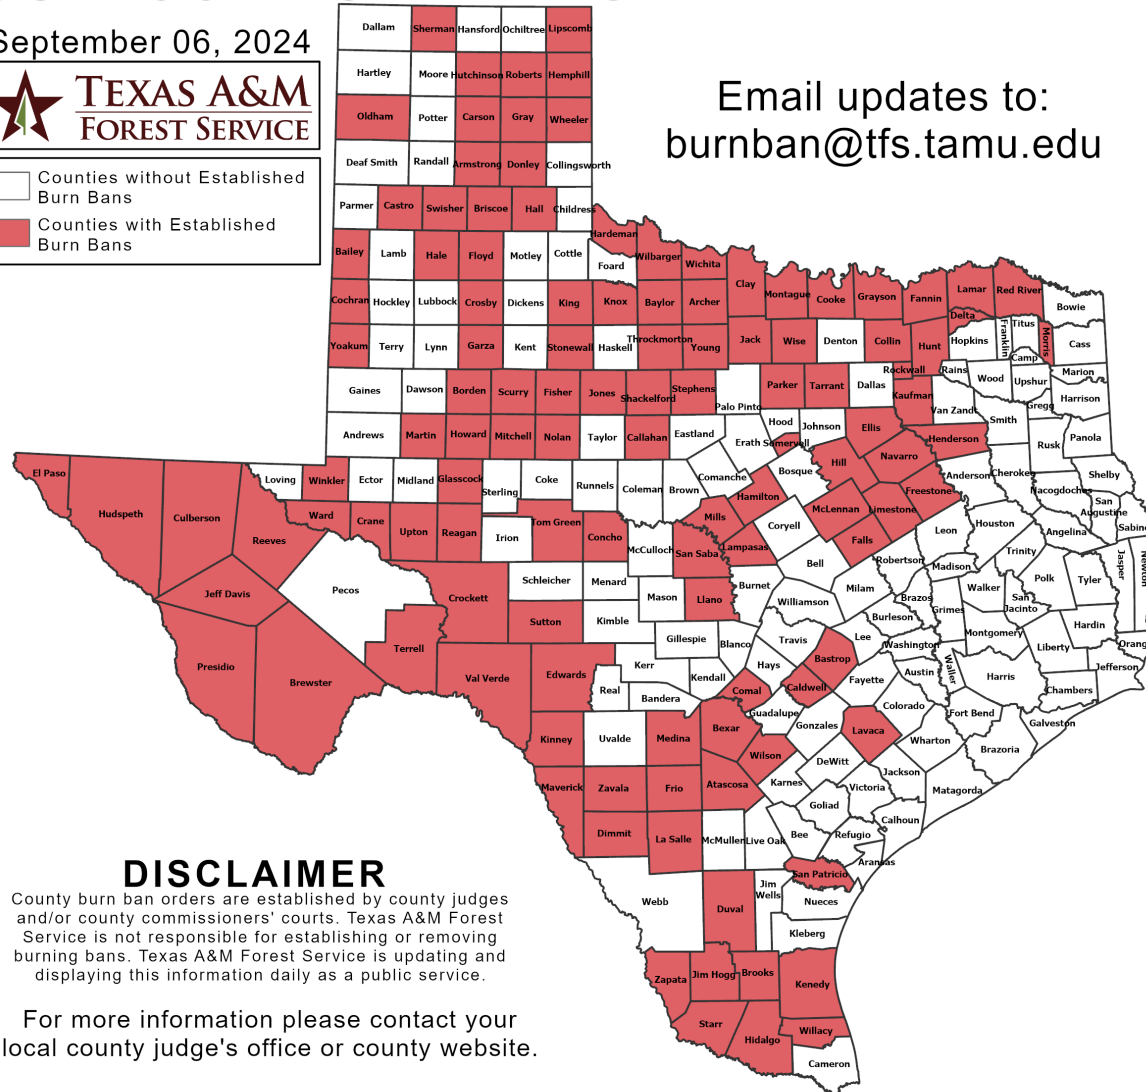 September 06, 2024
TEXAS A&M
FOREST SERVICE
Counties without Established
Burn Bans
Counties with Established
Burn Bans
Email updates to:
burnban@tfs.tamu.edu
Dallam Sherman Hansford Ochiltree Lipscomb
Hartley Moore Hutchinson Roberts Hemphill
Oldham Potter Carson Gray Wheeler
Deaf Smith Randall Armstrong Donley Collingsworth
Parmer Castro Swisher Briscoe Hall Childress
Hardeman
Bailey Lamb Hale Floyd Motley Cottle Foard Wilbarger Wichita
Cochran Hockley Lubbock Crosby Dickens King Knox Baylor Archer Clay Montague Cooke Grayson Fannin Lamar Red River Bowie
Delta Franklin Titus Morris
Yoakum Terry Lynn Garza Kent Stonewall Haskell Throckmorton Young Jack Wise Denton Collin Hunt Hopkins Camp Cass
Rockwall Rains Wood Upshur Marion
Gaines Dawson Borden Scurry Fisher Jones Shackelford Stephens Palo Pinto Parker Tarrant Dallas Kaufman Van Zandt Gregg Harrison
Andrews Martin Howard Mitchell Nolan Taylor Callahan Eastland Erath Hood Somervell Johnson Ellis Henderson Smith Rusk Panola
El Paso Loving Winkler Ector Midland Glasscock Sterling Coke Runnels Coleman Brown Comanche Hamilton Bosque Hill Navarro Freestone Anderson Cherokee Nacogdoches Shelby
Hudspeth Culberson Reeves Ward Crane Upton Reagan Irion Tom Green Concho McCulloch San Saba Mills Lampasas Coryell McLennan Limestone Falls Leon Houston Angelina San
Augustine Sabine
Jeff Davis Pecos Crockett Schleicher Menard Mason Llano Burnet Bell Milam Robertson Madison Trinity Polk Tyler Jasper Newton
Sutton Kimble Gillespie Blanco Williamson Travis Burleson Brazos Grimes Walker San
Jacinto Hardin
Presidio Brewster Terrell Val Verde Edwards Kerr Real Kendall Hays Bastrop Lee Washington Montgomery Liberty Orang
Bandera Comal Caldwell Fayette Austin Waller Harris Chambers Jefferson
Kinney Uvalde Medina Bexar Guadalupe Gonzales Lavaca Colorado Fort Bend Galveston
Wilson Wharton Brazoria
Maverick Zavala Frio Atascosa Karnes DeWitt Victoria Jackson Matagorda
Dimmit La Salle McMullen Live Oak Bee Goliad Refugio Calhoun
Aransas
Webb Duval Jim
Wells San Patricio
Nueces
Kleberg
Zapata Jim Hogg Brooks Kenedy
Starr Hidalgo Willacy
Cameron
DISCLAIMER
County burn ban orders are established by county judges
and/or county commissioners' courts. Texas A&M Forest
Service is not responsible for establishing or removing
burning bans. Texas A&M Forest Service is updating and
displaying this information daily as a public service.
For more information please contact your
local county judge's office or county website.